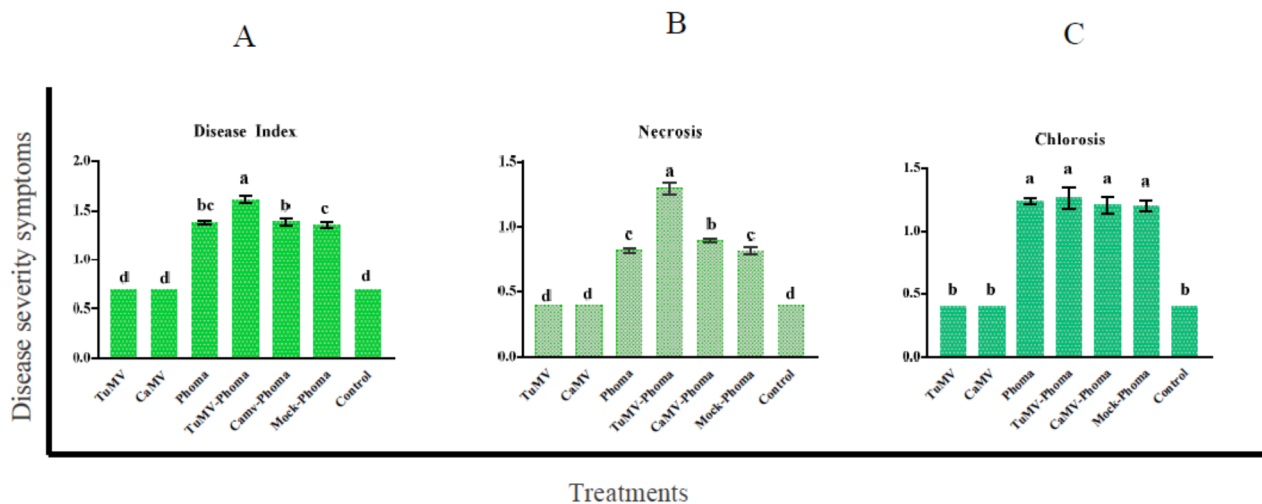 A
B
C
Disease severity symptoms
Disease Index
2.0
1.5
1.0
0.5
0.0
d
d
bc
a
b
c
d
TuMV
CaMV
Phoma
TuMV-Phoma
Camv-Phoma
Mock-Phoma
Control
Necrosis
1.5
1.0
0.5
0.0
d
d
c
a
b
c
d
TuMV
CaMV
Phoma
TuMV-Phoma
CaMV-Phoma
Mock-Phoma
Control
Chlorosis
1.5
1.0
0.5
0.0
b
b
a
a
a
a
b
TuMV
CaMV
Phoma
TuMV-Phoma
CaMV-Phoma
Mock-Phoma
Control
Treatments